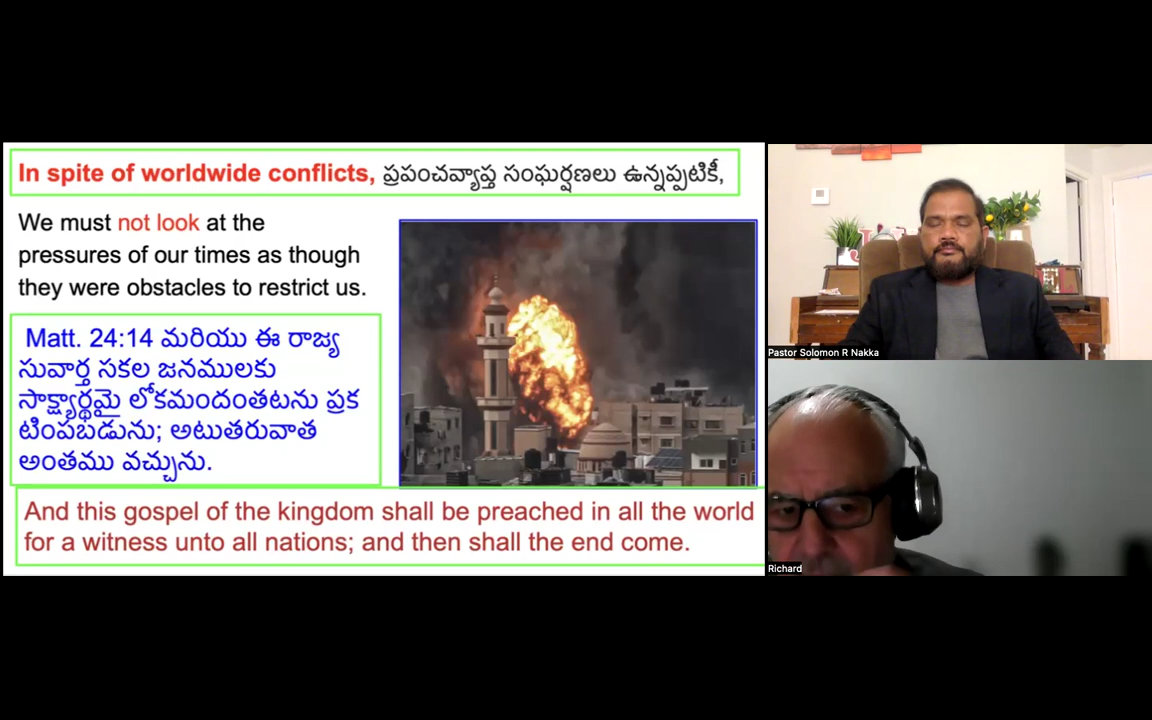 In spite of worldwide conflicts, ప్రపంచవ్యాప్త సంఘర్షణలు ఉన్నప్పటికీ,
We must not look at the
pressures of our times as though
they were obstacles to restrict us.
Matt. 24:14 మరియు ఈ రాజ్య
సువార్త సకల జనములకు
సాక్ష్యార్థమై లోకమందంతటను ప్రక
టింపబడును; అటుతరువాత
అంతము వచ్చును.
And this gospel of the kingdom shall be preached in all the world
for a witness unto all nations; and then shall the end come.
Pastor Solomon R Nakka
Richard